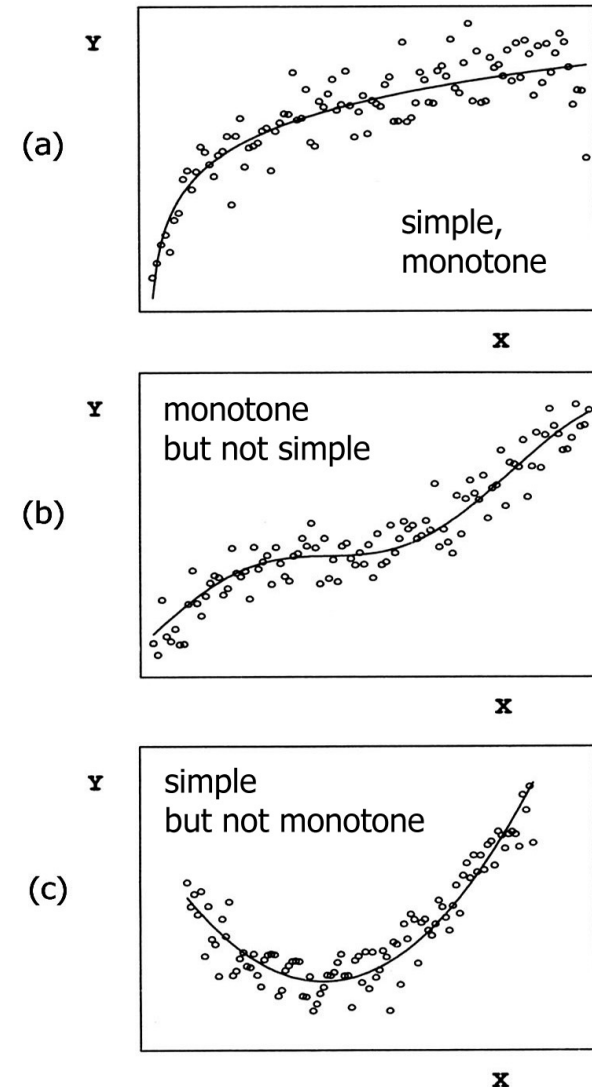 Y
(a)
simple,
monotone
X
Y
monotone
but not simple
(b)
X
Y
simple
but not monotone
(c)
X